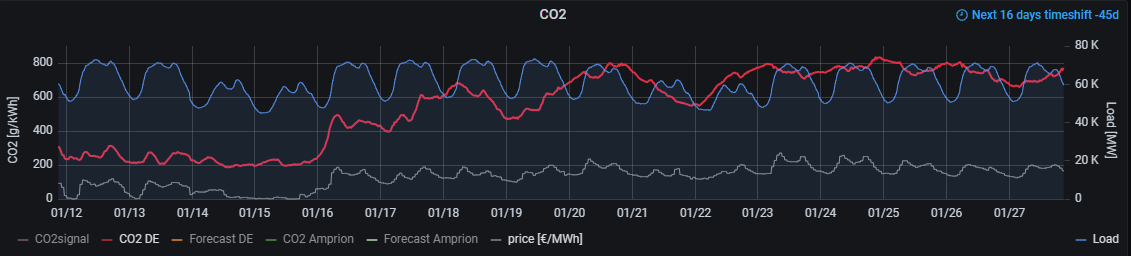 CO2
Next 16 days timeshift -45d
CO2 [g/kWh]
800
600
400
200
0
80 K
60 K
40 K
20 K
0
Load [MW]
01/12 01/13 01/14 01/15 01/16 01/17 01/18 01/19 01/20 01/21 01/22 01/23 01/24 01/25 01/26 01/27
CO2signal CO2 DE Forecast DE CO2 Amprion Forecast Amprion price [€/MWh] Load